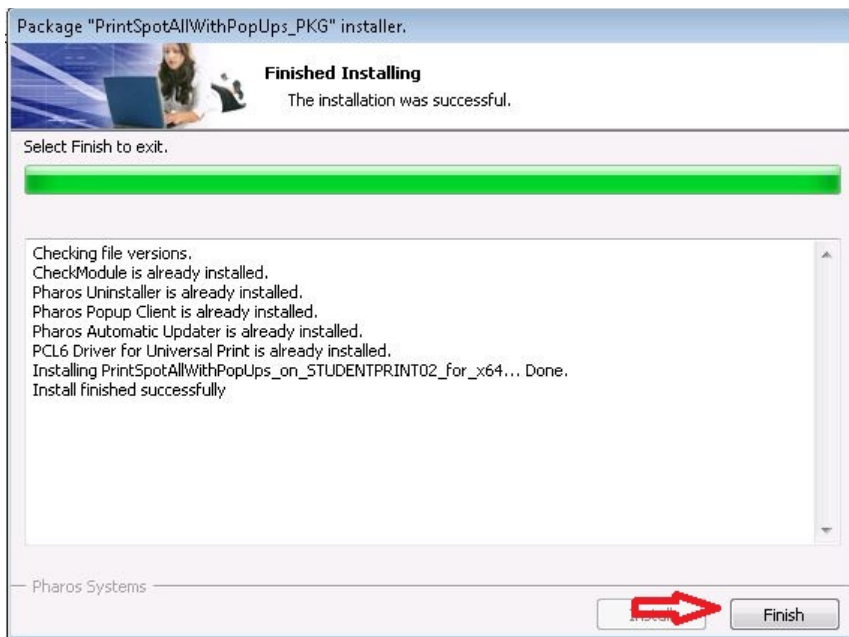 Package "PrintSpotAllWithPopUps_PKG" installer.
Finished Installing
The installation was successful.
Select Finish to exit.
Checking file versions.
CheckModule is already installed.
Pharos Uninstaller is already installed.
Pharos Popup Client is already installed.
Pharos Automatic Updater is already installed.
PCL6 Driver for Universal Print is already installed.
Installing PrintSpotAllWithPopUps_on_STUDENTPRINT02_for_x64... Done.
Install finished successfully
Pharos Systems
Finish